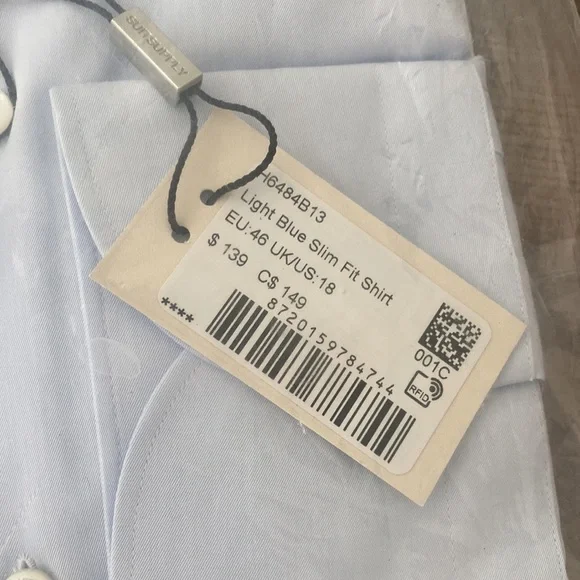 SUITSUPPLY
H6484B13
Light Blue Slim Fit Shirt
EU:46 UK/US:18
$ 139 C$ 149
****
8720159784744
001C
RFID